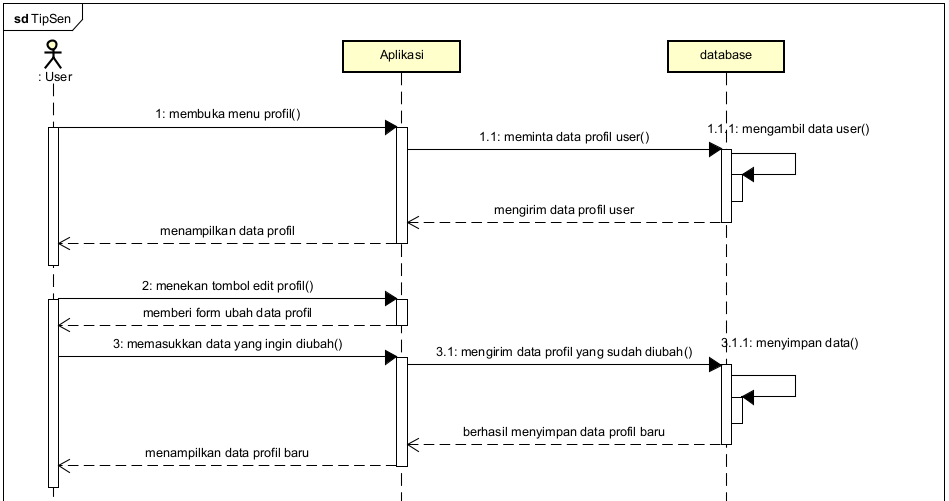 sd TipSen
: User
Aplikasi
database
1: membuka menu profil()
1.1: meminta data profil user()
1.1.1: mengambil data user()
mengirim data profil user
menampilkan data profil
2: menekan tombol edit profil()
memberi form ubah data profil
3: memasukkan data yang ingin diubah()
3.1: mengirim data profil yang sudah diubah()
3.1.1: menyimpan data()
berhasil menyimpan data profil baru
menampilkan data profil baru